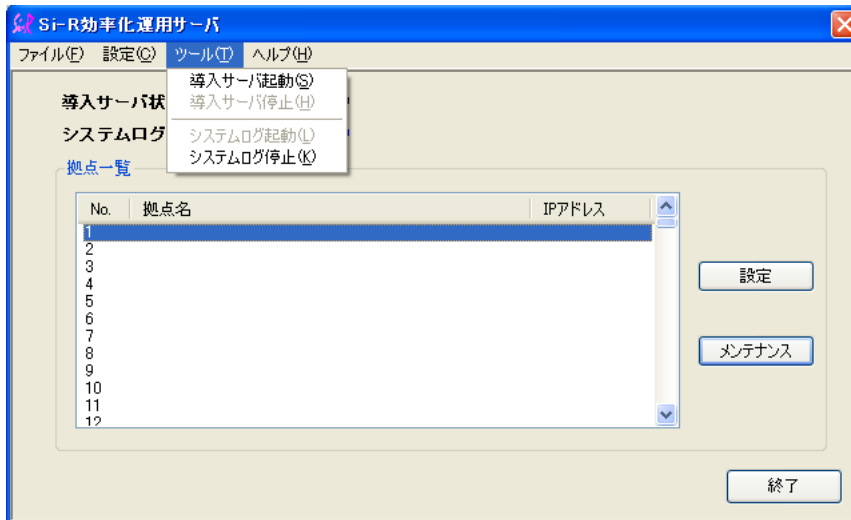 Si-R効率化運用サーバ
ファイル(F) 設定(C) ツール(T) ヘルプ(H)
導入サーバ起動(S)
導入サーバ停止(H)
システムログ起動(L)
システムログ停止(K)
導入サーバ状
システムログ
拠点一覧
No. 拠点名 IPアドレス
1
2
3
4
5
6
7
8
9
10
11
12
設定
メンテナンス
終了